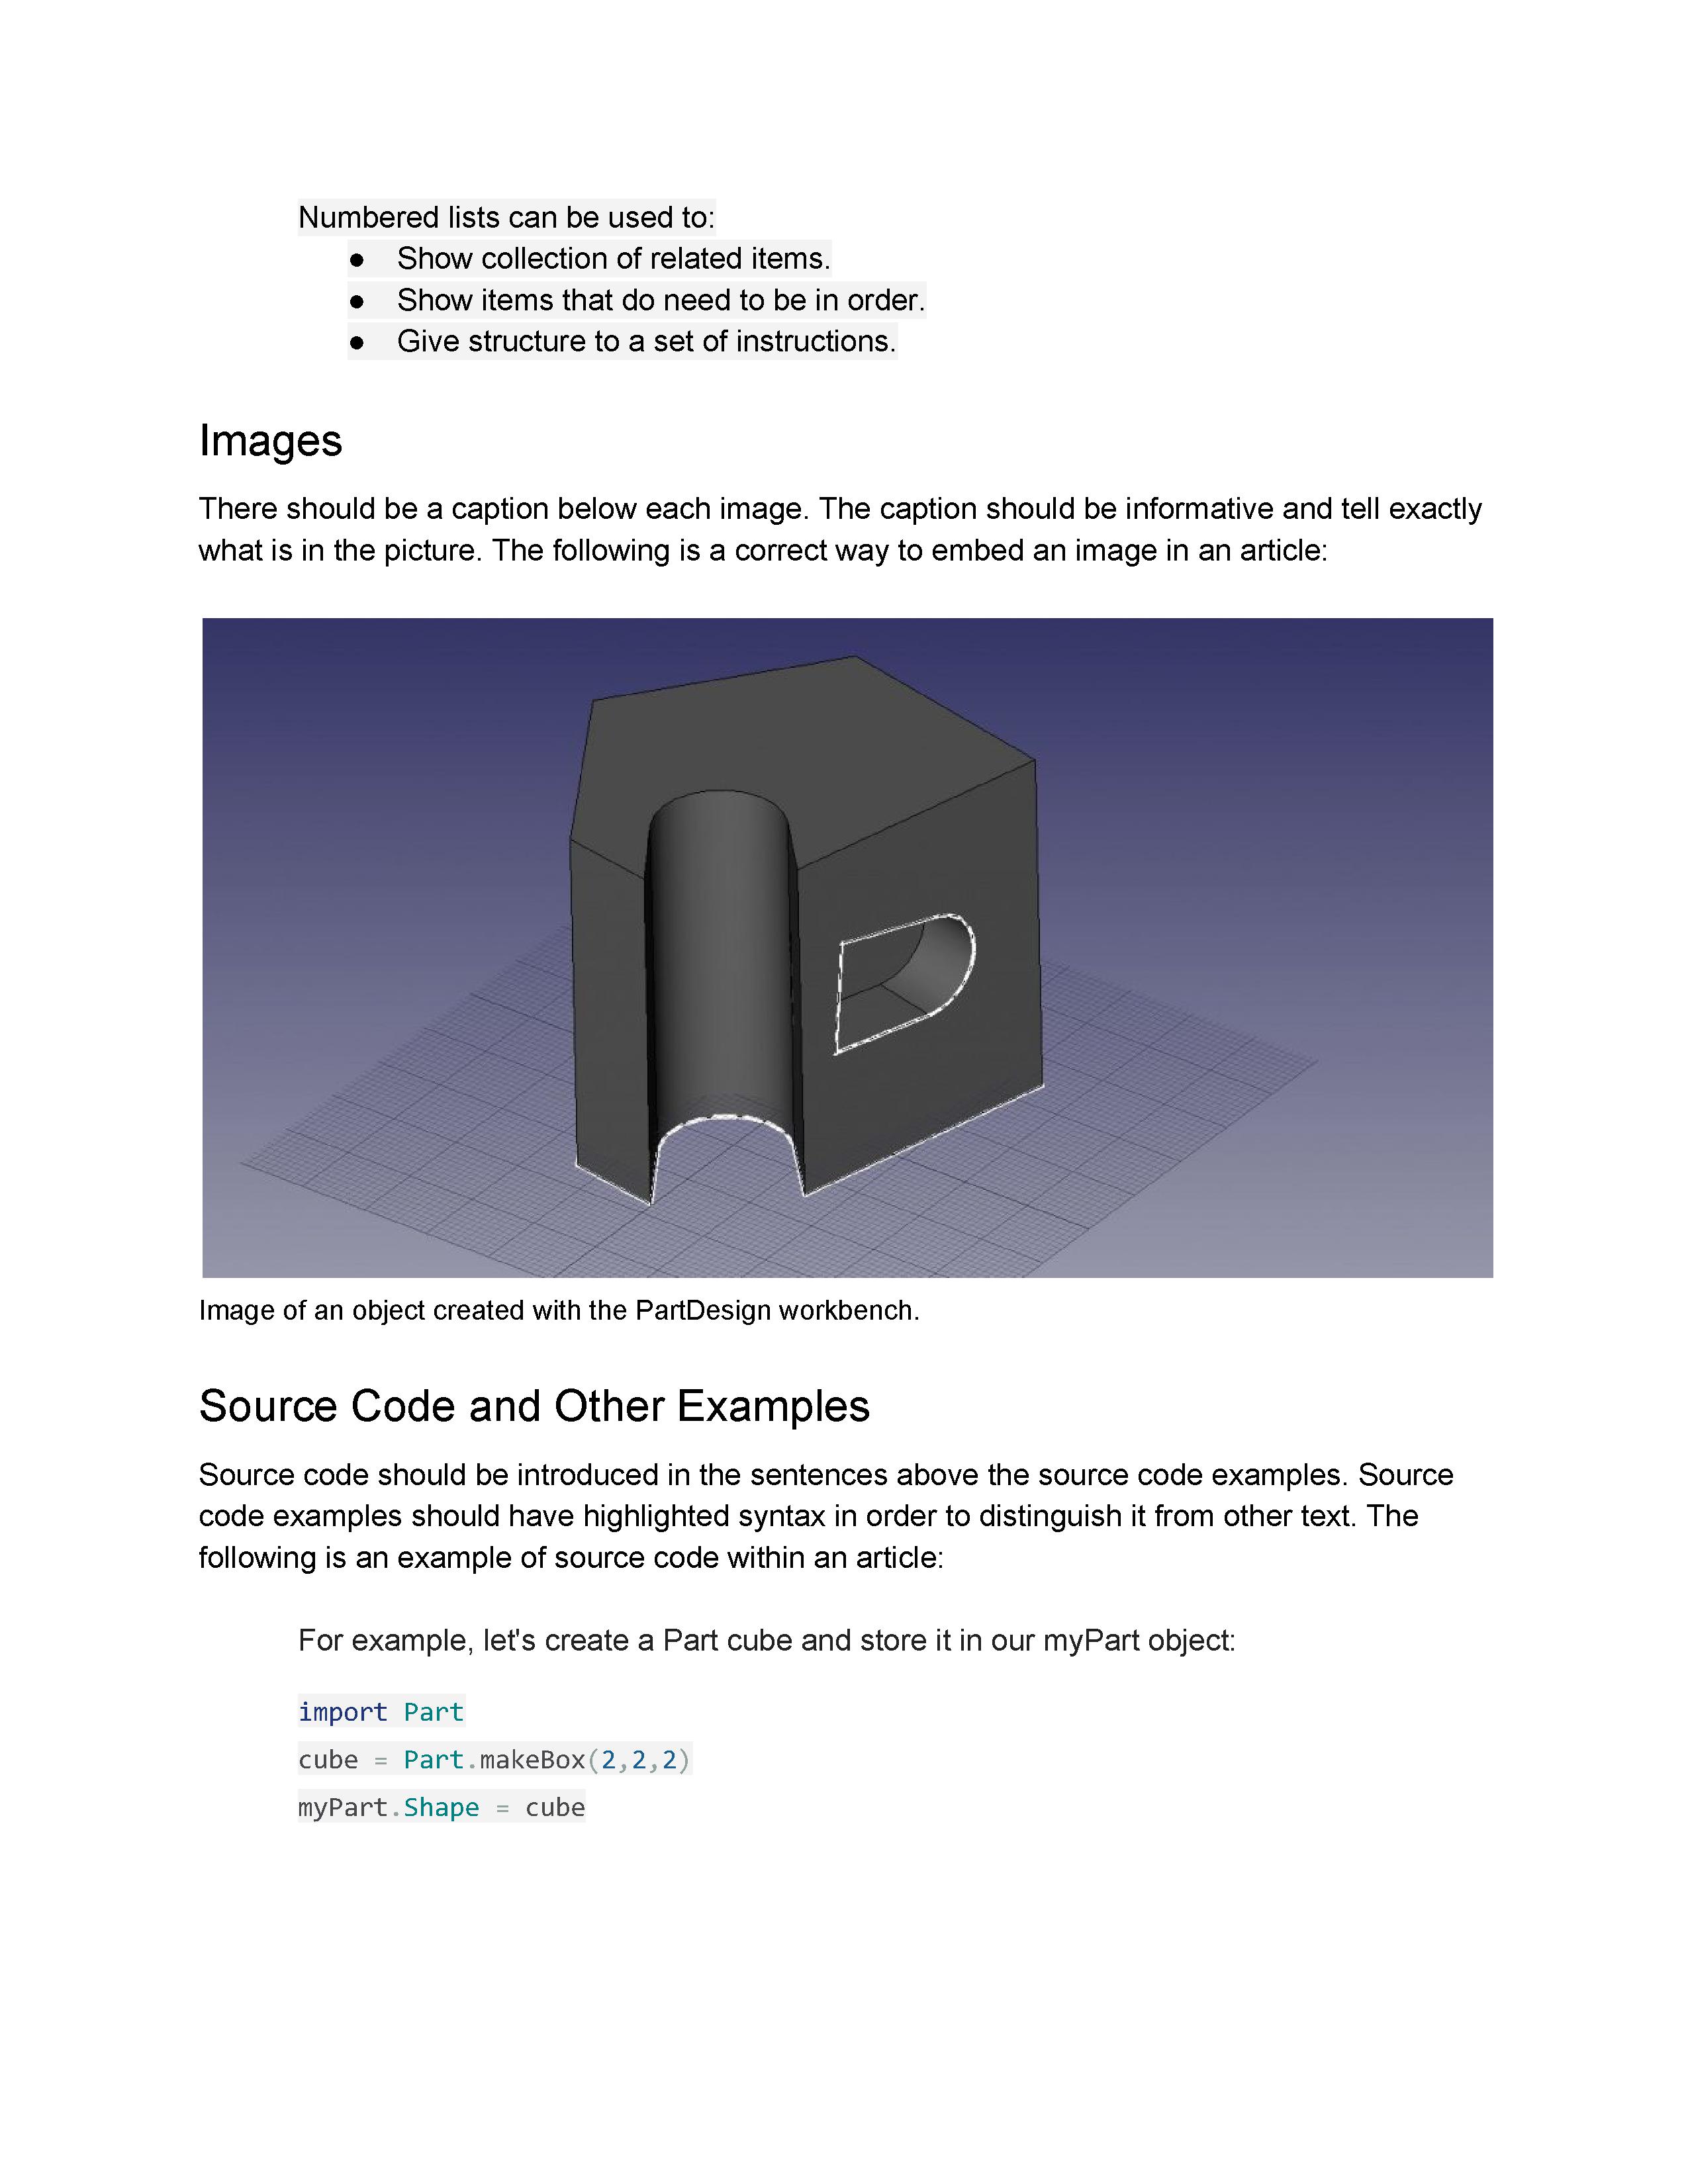 Numbered lists can be used to:
● Show collection of related items.
● Show items that do need to be in order.
● Give structure to a set of instructions.
Images
There should be a caption below each image. The caption should be informative and tell exactly
what is in the picture. The following is a correct way to embed an image in an article:
Image of an object created with the PartDesign workbench.
Source Code and Other Examples
Source code should be introduced in the sentences above the source code examples. Source
code examples should have highlighted syntax in order to distinguish it from other text. The
following is an example of source code within an article:
For example, let's create a Part cube and store it in our myPart object:
import Part
cube = Part.makeBox(2,2,2)
myPart.Shape = cube